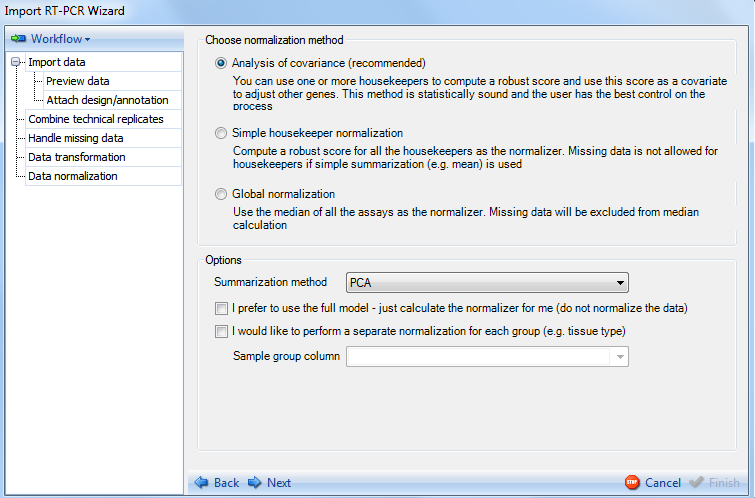 Import RT-PCR Wizard
Workflow
Import data
Preview data
Attach design/annotation
Combine technical replicates
Handle missing data
Data transformation
Data normalization
Choose normalization method
Analysis of covariance (recommended)
You can use one or more housekeepers to compute a robust score and use this score as a covariate
to adjust other genes. This method is statistically sound and the user has the best control on the
process
Simple housekeeper normalization
Compute a robust score for all the housekeepers as the normalizer. Missing data is not allowed for
housekeepers if simple summarization (e.g. mean) is used
Global normalization
Use the median of all the assays as the normalizer. Missing data will be excluded from median
calculation
Options
Summarization method PCA
I prefer to use the full model - just calculate the normalizer for me (do not normalize the data)
I would like to perform a separate normalization for each group (e.g. tissue type)
Sample group column
Back Next STOP Cancel Finish